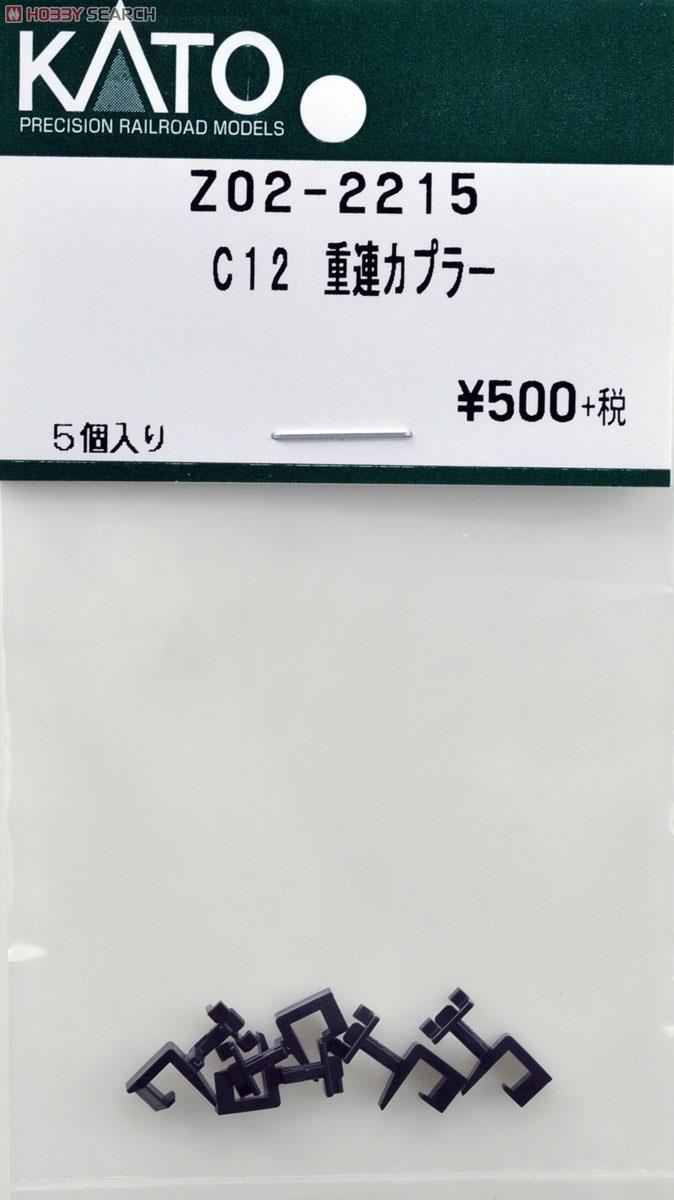 HOBBY SEARCH
KATO
PRECISION RAILROAD MODELS
Z02-2215
C12 重連カプラー
¥500+税
5個入り